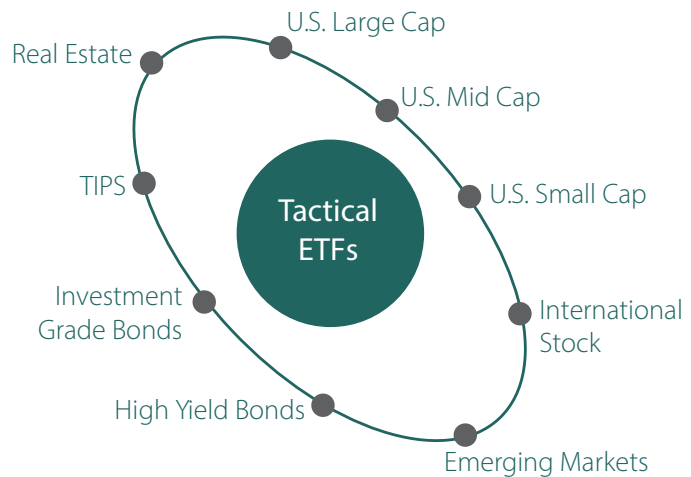 U.S. Large Cap
Real Estate
U.S. Mid Cap
TIPS
U.S. Small Cap
Tactical
ETFs
Investment
Grade Bonds
International
Stock
High Yield Bonds
Emerging Markets